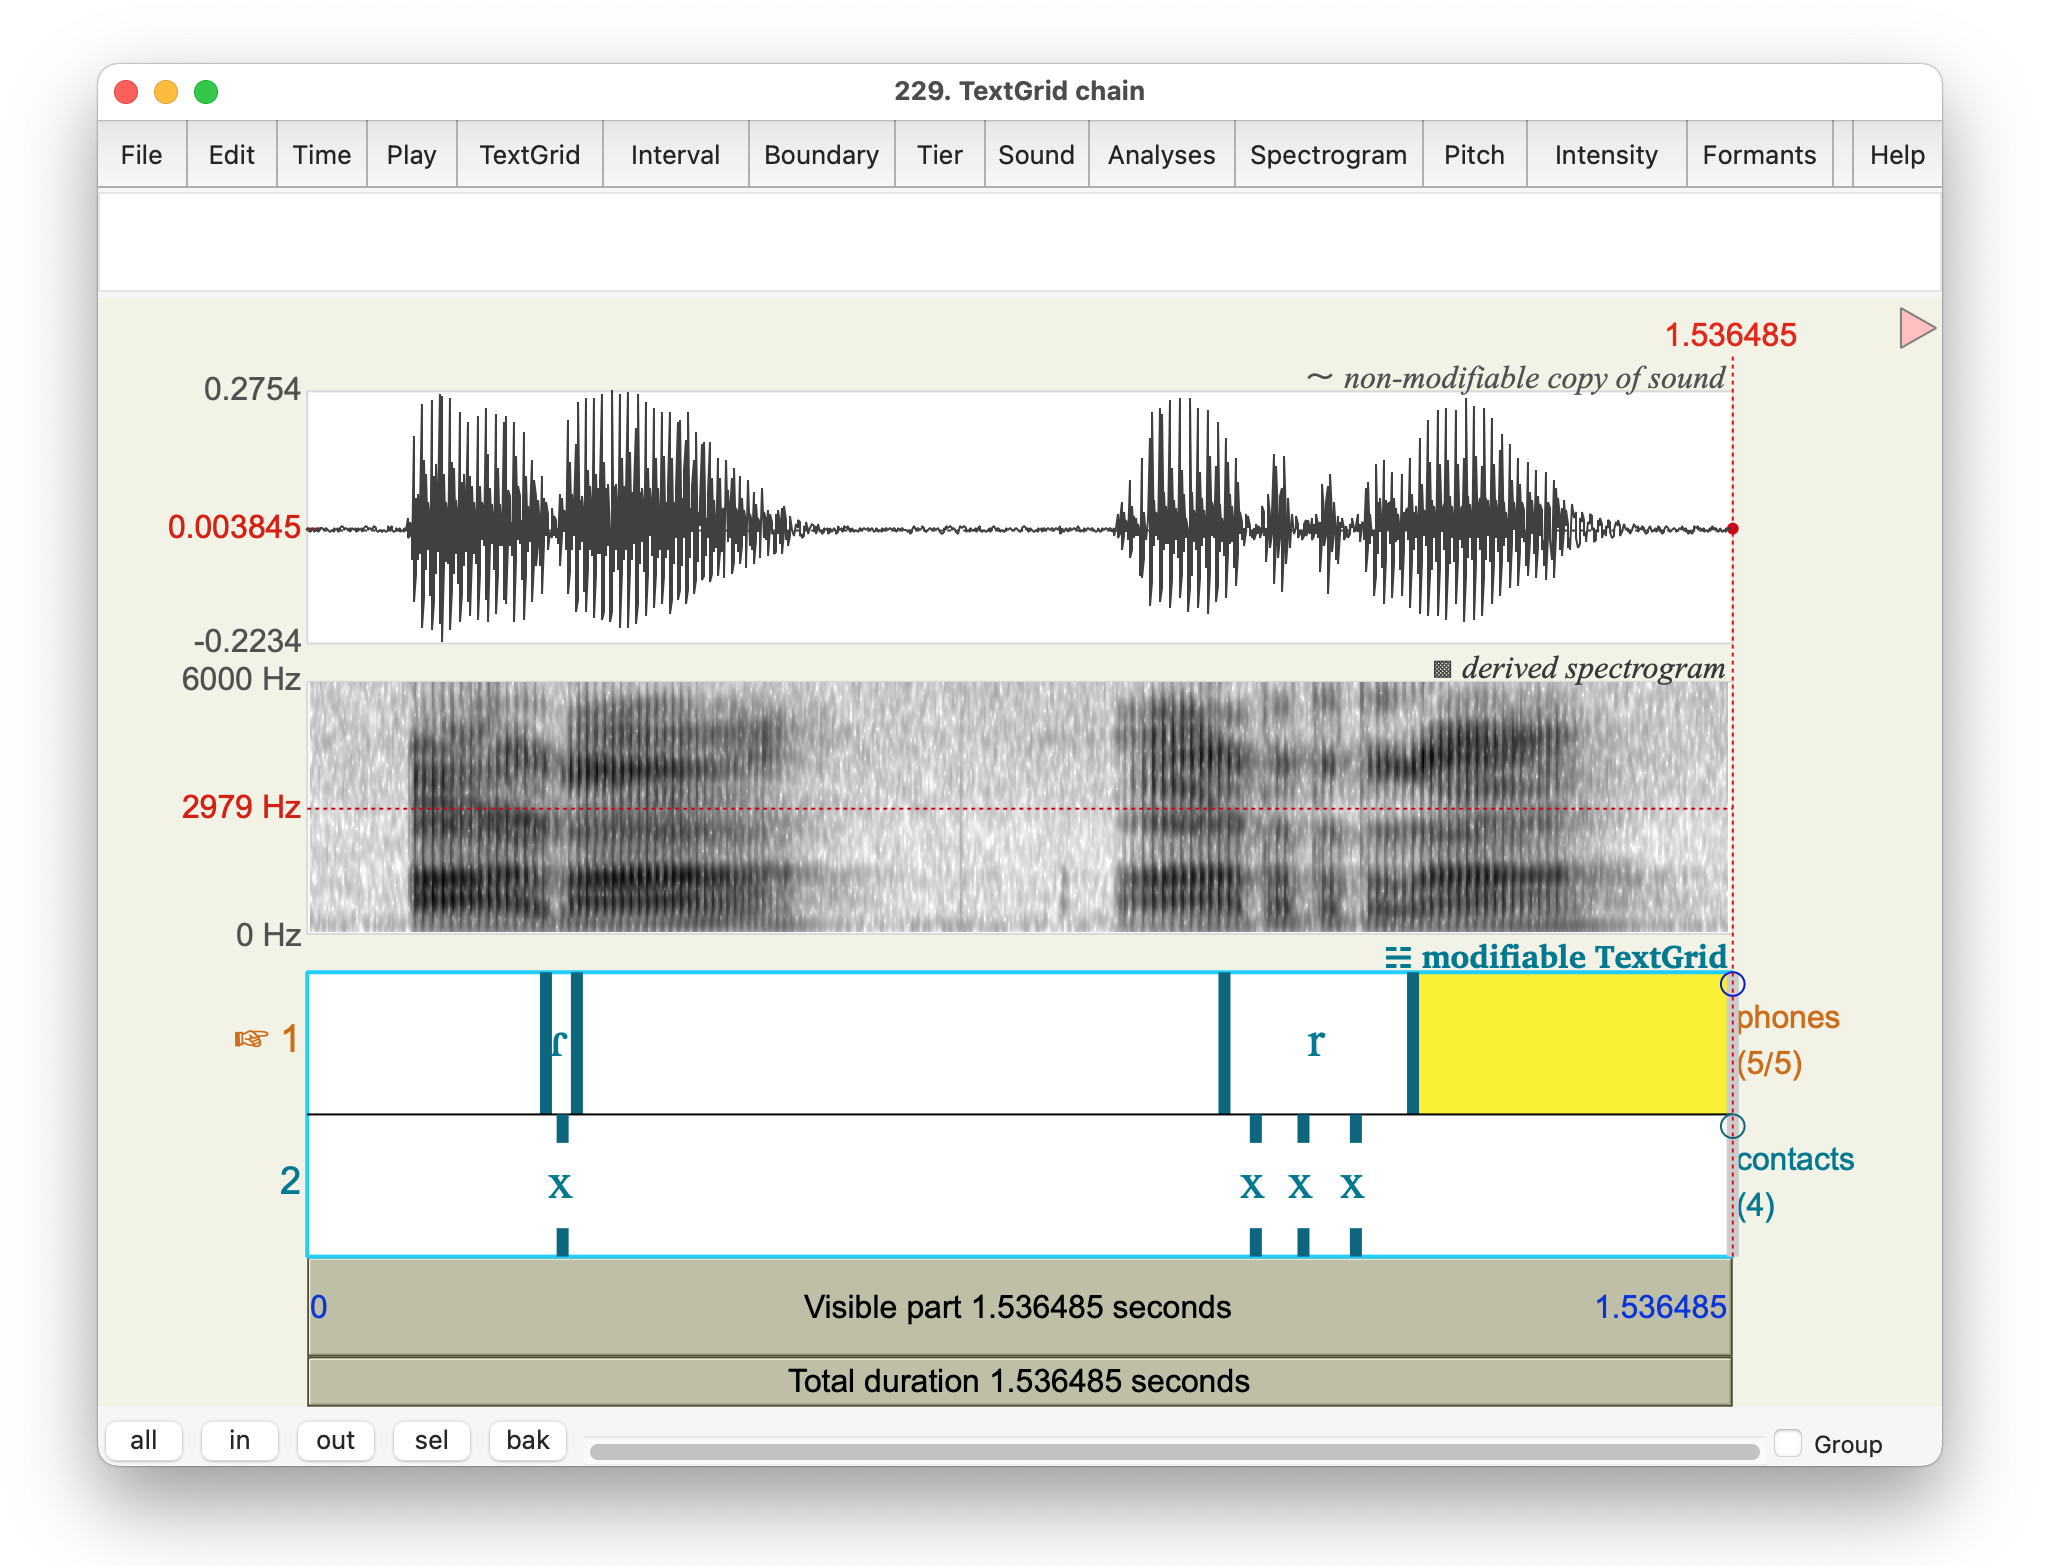 229. TextGrid chain
File Edit Time Play TextGrid Interval Boundary Tier Sound Analyses Spectrogram Pitch Intensity Formants Help
1.536485
~ non-modifiable copy of sound
0.2754
0.003845
-0.2234
derived spectrogram
6000 Hz
2979 Hz
0 Hz
modifiable TextGrid
☞ 1 ɾ r phones
(5/5)
2 x x x x contacts
(4)
0 Visible part 1.536485 seconds 1.536485
Total duration 1.536485 seconds
all in out sel bak Group